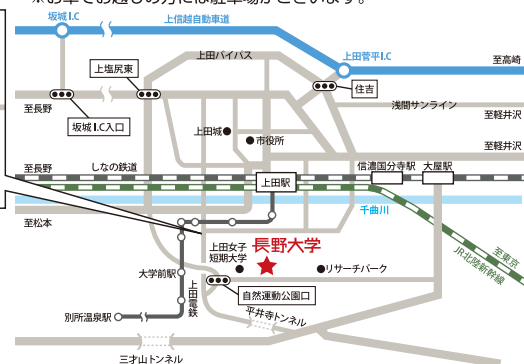 ※お車でお越しの方には駐車場がございます。
坂城I.C
上信越自動車道
上田バイパス
上田菅平I.C
至高崎
上塩尻東
住吉
浅間サンライン
至長野
至軽井沢
坂城I.C入口
上田城
市役所
至軽井沢
至長野
しなの鉄道
信濃国分寺駅
大屋駅
上田駅
千曲川
至松本
上田女子
短期大学
長野大学
至東京
JR北陸新幹線
大学前駅
リサーチパーク
上田電鉄
自然運動公園口
別所温泉駅
平井寺トンネル
三才山トンネル